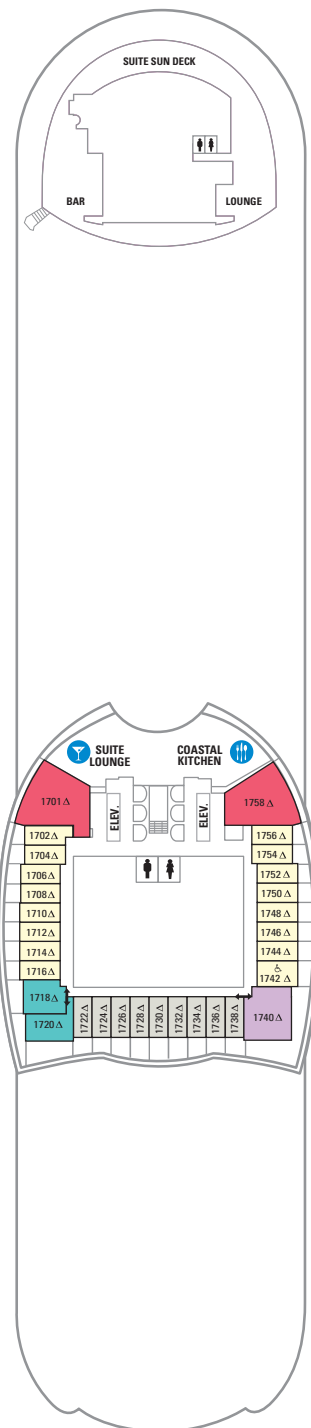 SUITE SUN DECK
BAR
LOUNGE
SUITE
LOUNGE
COASTAL
KITCHEN
ELEV.
ELEV.
1701 Δ
1758 Δ
1702 Δ
1756 Δ
1704 Δ
1754 Δ
1706 Δ
1752 Δ
1708 Δ
1750 Δ
1710 Δ
1748 Δ
1712 Δ
1746 Δ
1714 Δ
1744 Δ
1716 Δ
1742 Δ
1718 Δ
1720 Δ
1722 Δ
1724 Δ
1726 Δ
1728 Δ
1730 Δ
1732 Δ
1734 Δ
1736 Δ
1738 Δ
1740 Δ